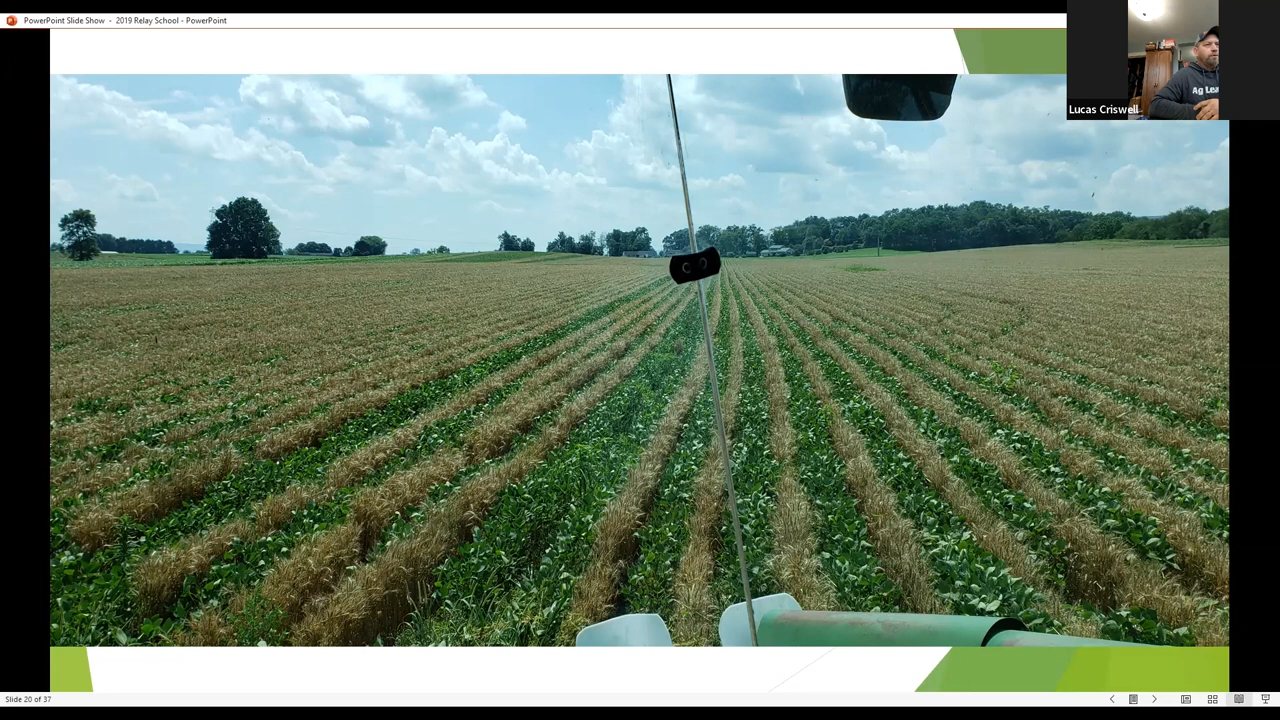 PowerPoint Slide Show - 2019 Relay School - PowerPoint
Ag Lea
Lucas Criswell
Slide 20 of 37